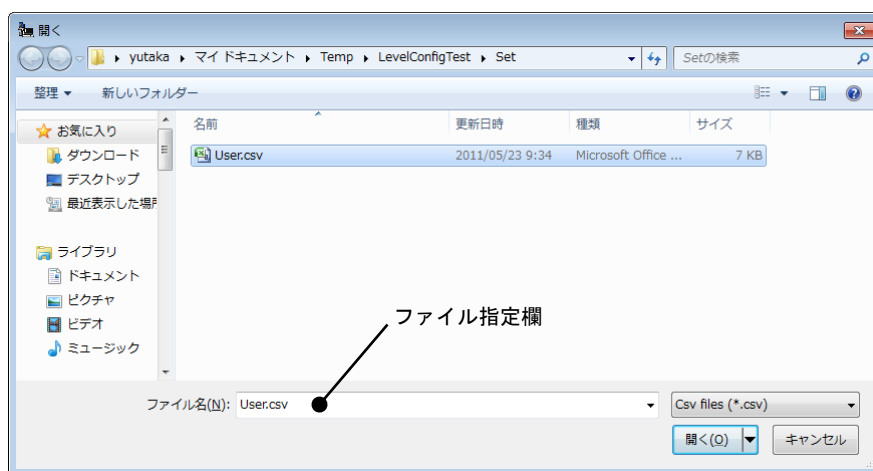 開く
yutaka マイ ドキュメント Temp LevelConfigTest Set Setの検索
整理 新しいフォルダー
お気に入り
ダウンロード
デスクトップ
最近表示した場所
ライブラリ
ドキュメント
ピクチャ
ビデオ
ミュージック
名前 更新日時 種類 サイズ
User.csv 2011/05/23 9:34 Microsoft Office ... 7 KB
ファイル指定欄
ファイル名(N): User.csv Csv files (*.csv)
開く(O) キャンセル